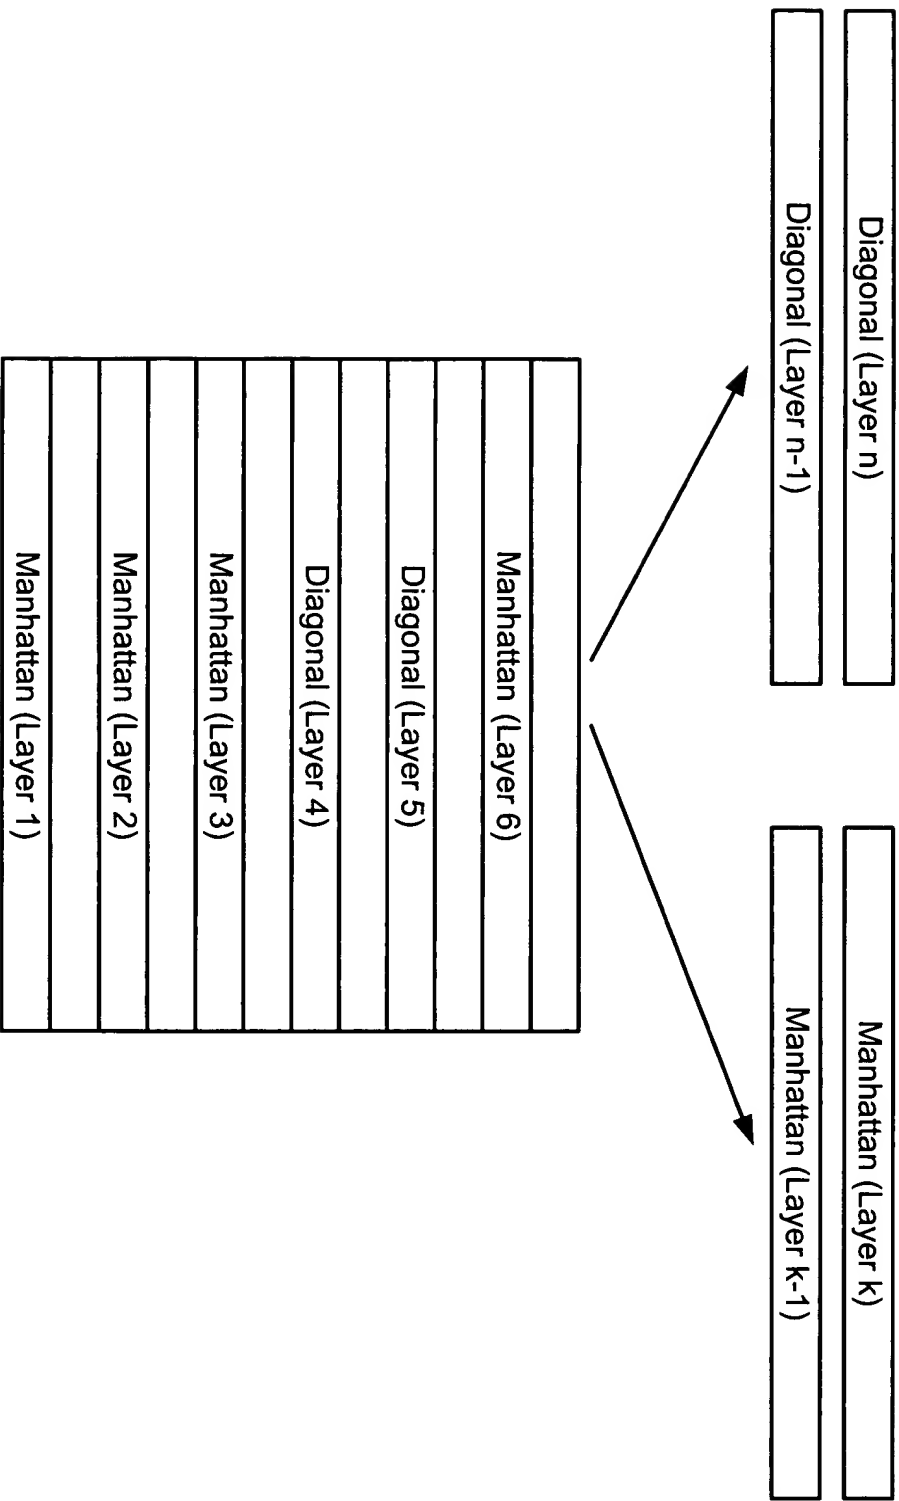 Diagonal (Layer n)
Diagonal (Layer n-1)
Manhattan (Layer k)
Manhattan (Layer k-1)
Manhattan (Layer 6)
Diagonal (Layer 5)
Diagonal (Layer 4)
Manhattan (Layer 3)
Manhattan (Layer 2)
Manhattan (Layer 1)